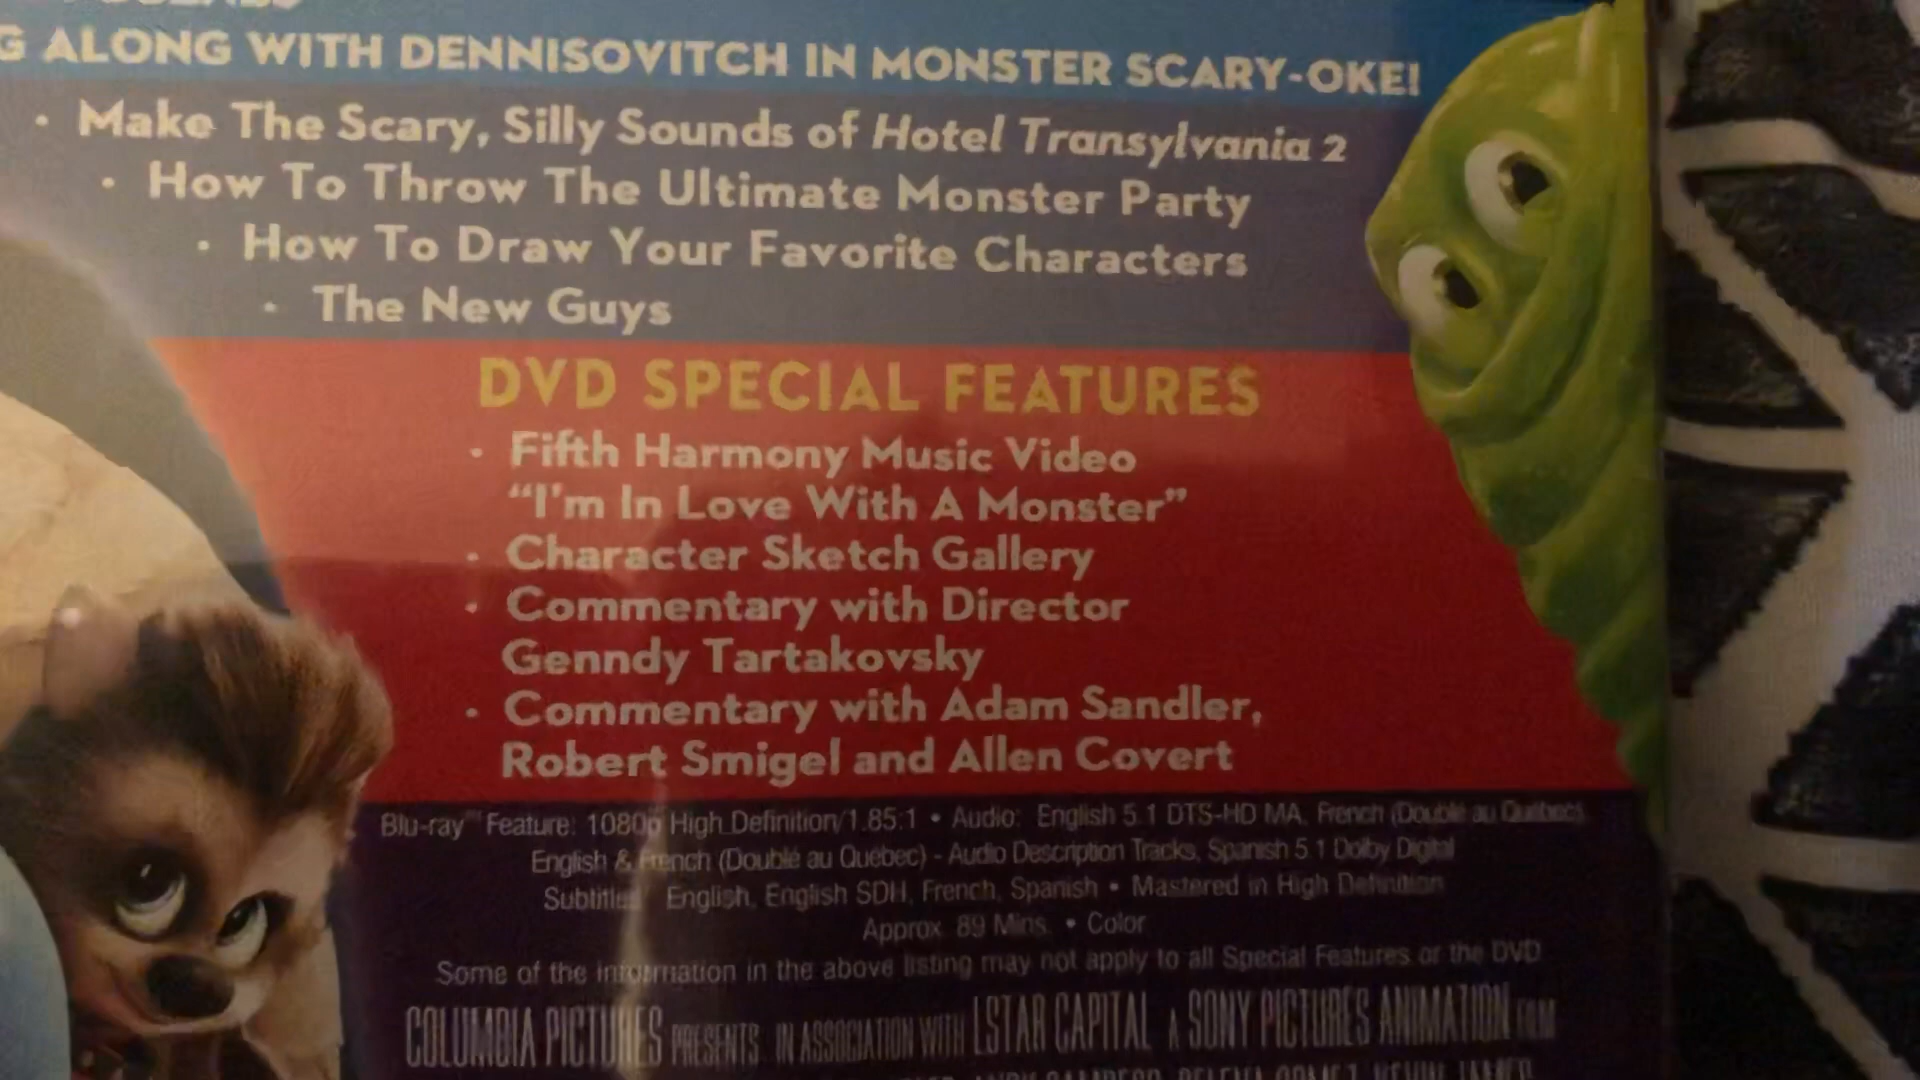 G ALONG WITH DENNISOVITCH IN MONSTER SCARY-OKE!
• Make The Scary, Silly Sounds of Hotel Transylvania 2
• How To Throw The Ultimate Monster Party
• How To Draw Your Favorite Characters
• The New Guys
DVD SPECIAL FEATURES
• Fifth Harmony Music Video
“I'm In Love With A Monster”
• Character Sketch Gallery
• Commentary with Director
Genndy Tartakovsky
• Commentary with Adam Sandler,
Robert Smigel and Allen Covert
Blu-ray™ Feature: 1080p High Definition/1.85:1 • Audio: English 5.1 DTS-HD MA, French (Doublé au Québec),
English & French (Doublé au Québec) - Audio Description Tracks, Spanish 5.1 Dolby Digital
Subtitles: English, English SDH, French, Spanish • Mastered in High Definition
Approx. 89 Mins. • Color
Some of the information in the above listing may not apply to all Special Features or the DVD
COLUMBIA PICTURES PRESENTS IN ASSOCIATION WITH LSTAR CAPITAL A SONY PICTURES ANIMATION FILM